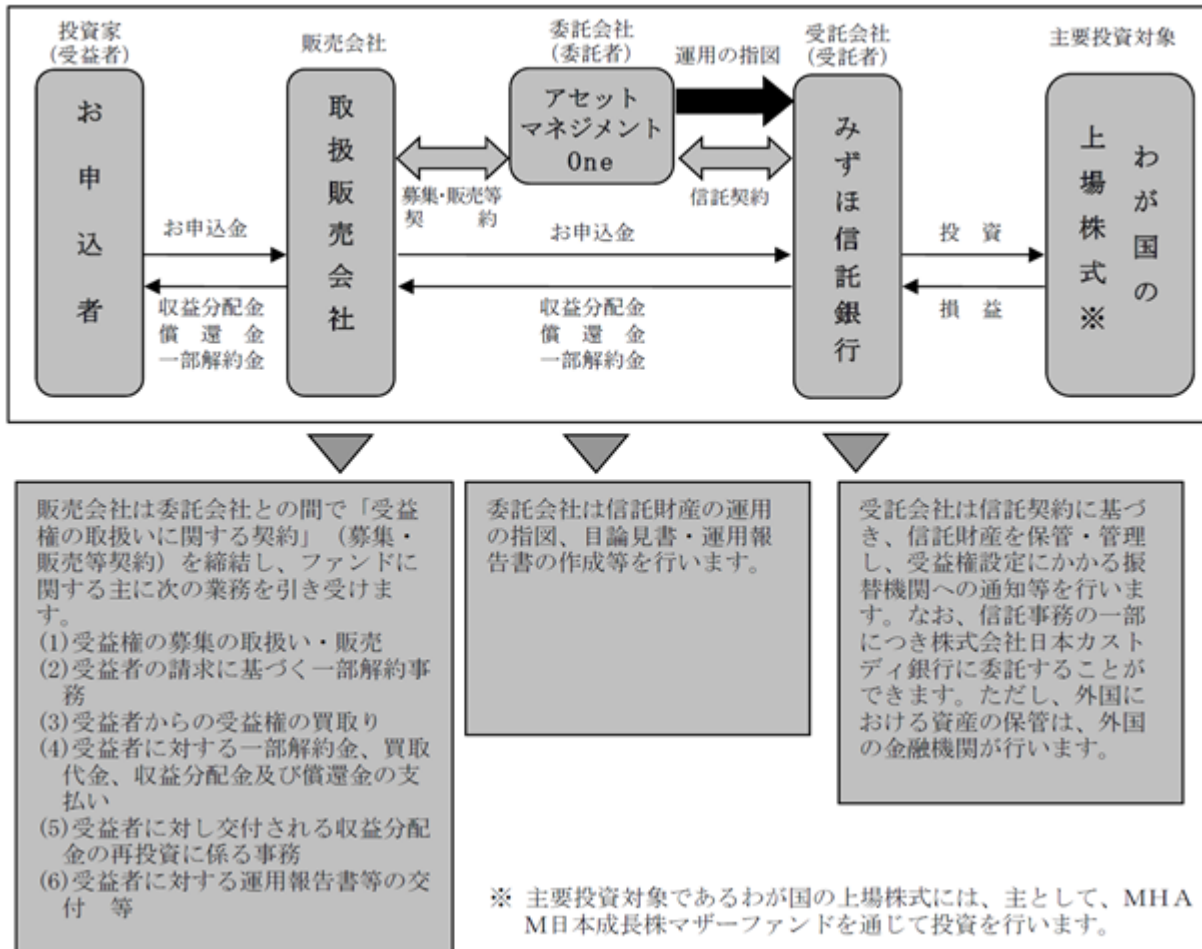 投資家
(受益者)
お申込者
販売会社
取扱販売会社
委託会社
(委託者)
アセット
マネジメント
One
運用の指図
受託会社
(受託者)
みずほ信託銀行
主要投資対象
わが国の
上場株式※
募集・販売等
契　　約
信託契約
お申込金
収益分配金
償　還　金
一部解約金
お申込金
収益分配金
償　還　金
一部解約金
投　資
損　益
販売会社は委託会社との間で「受益
権の取扱いに関する契約」（募集・
販売等契約）を締結し、ファンドに
関する主に次の業務を引き受けま
す。
(1)受益権の募集の取扱い・販売
(2)受益者の請求に基づく一部解約事
務
(3)受益者からの受益権の買取り
(4)受益者に対する一部解約金、買取
代金、収益分配金及び償還金の支
払い
(5)受益者に対し交付される収益分配
金の再投資に係る事務
(6)受益者に対する運用報告書等の交
付　等
委託会社は信託財産の運用
の指図、目論見書・運用報
告書の作成等を行います。
受託会社は信託契約に基づ
き、信託財産を保管・管理
し、受益権設定にかかる振
替機関への通知等を行いま
す。なお、信託事務の一部
につき株式会社日本カスト
ディ銀行に委託することが
できます。ただし、外国に
おける資産の保管は、外国
の金融機関が行います。
※ 主要投資対象であるわが国の上場株式には、主として、MHA
M日本成長株マザーファンドを通じて投資を行います。